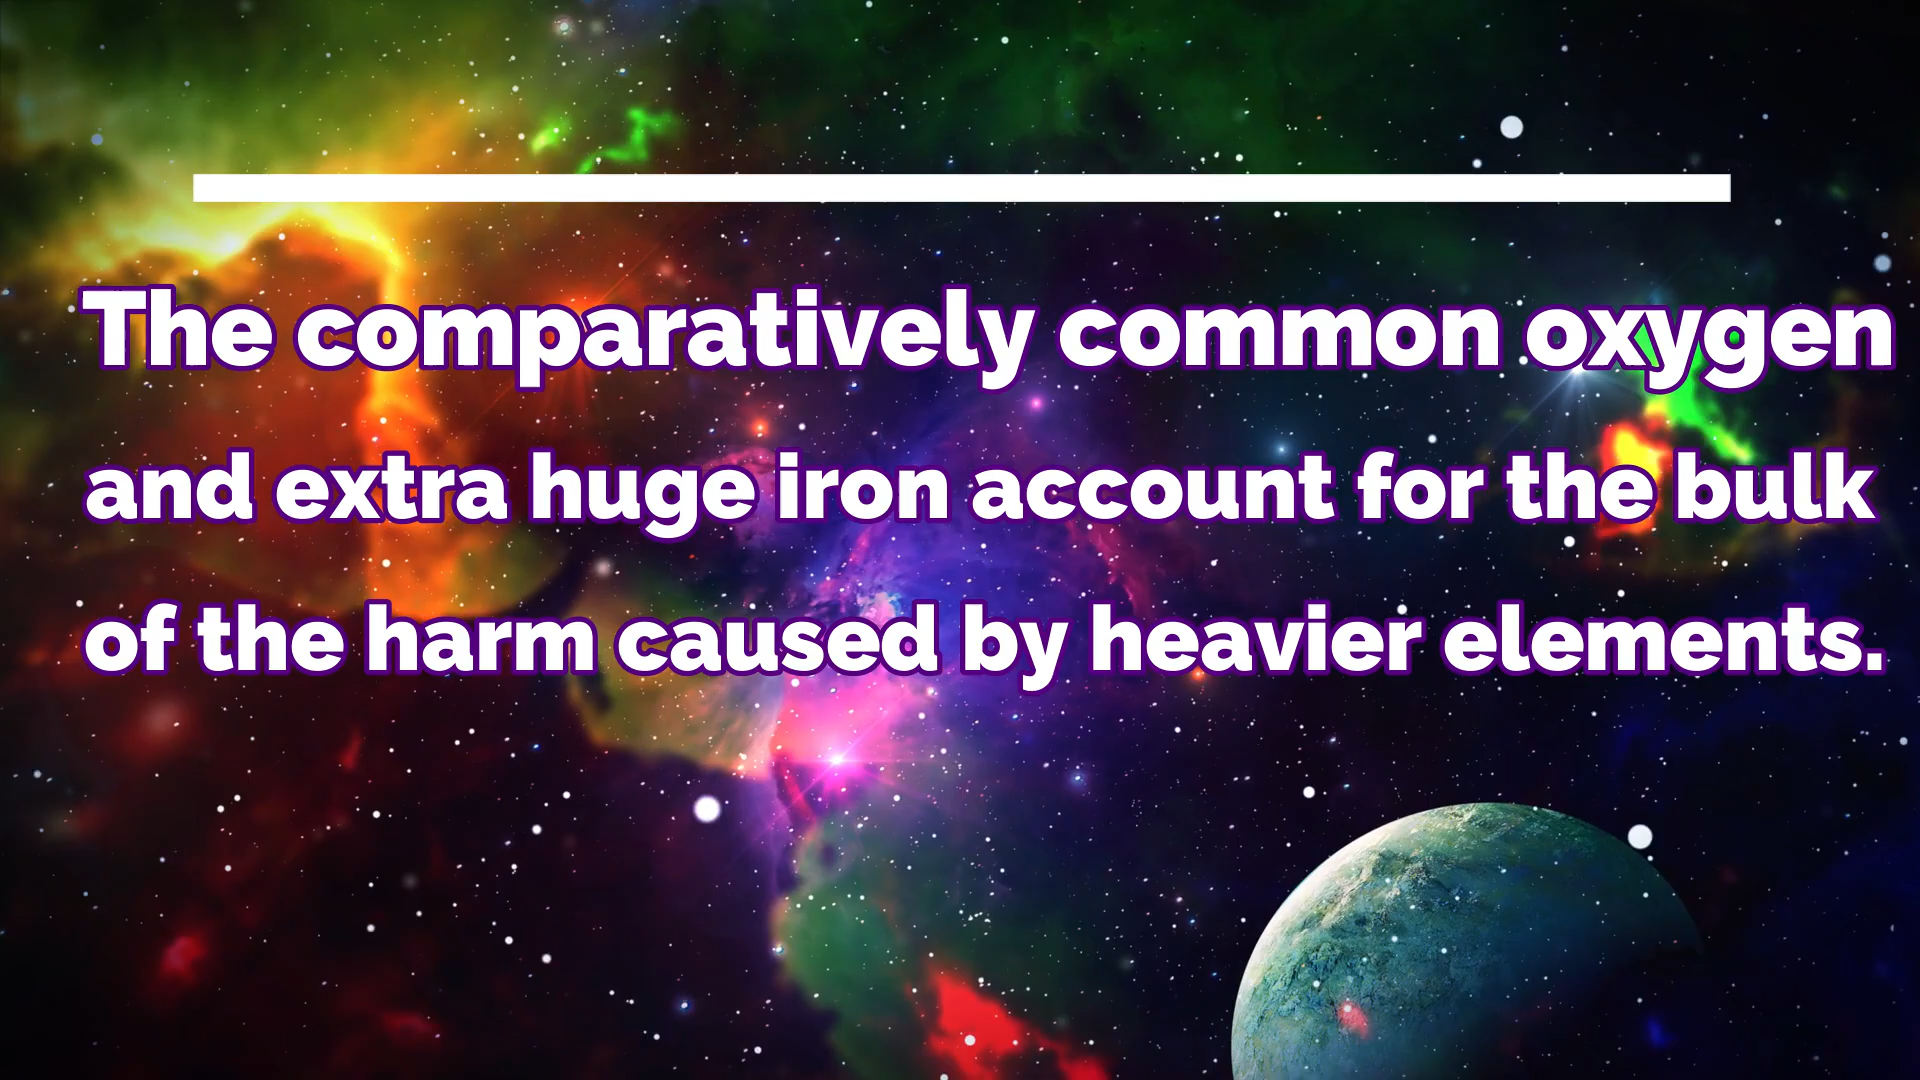 The comparatively common oxygen
and extra huge iron account for the bulk
of the harm caused by heavier elements.